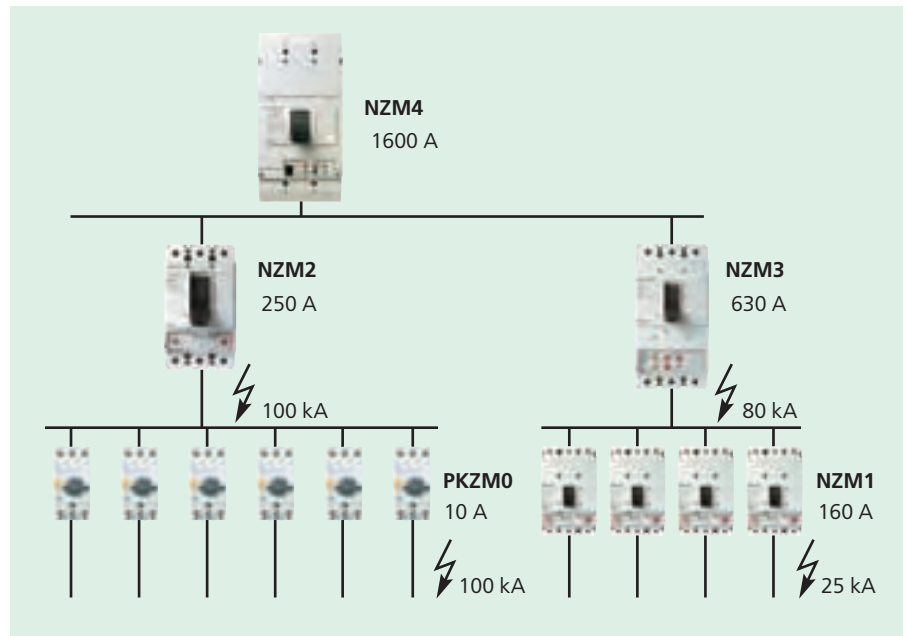 NZM4
1600 A
NZM2
250 A
NZM3
630 A
100 kA
80 kA
PKZM0
10 A
NZM1
160 A
100 kA
25 kA